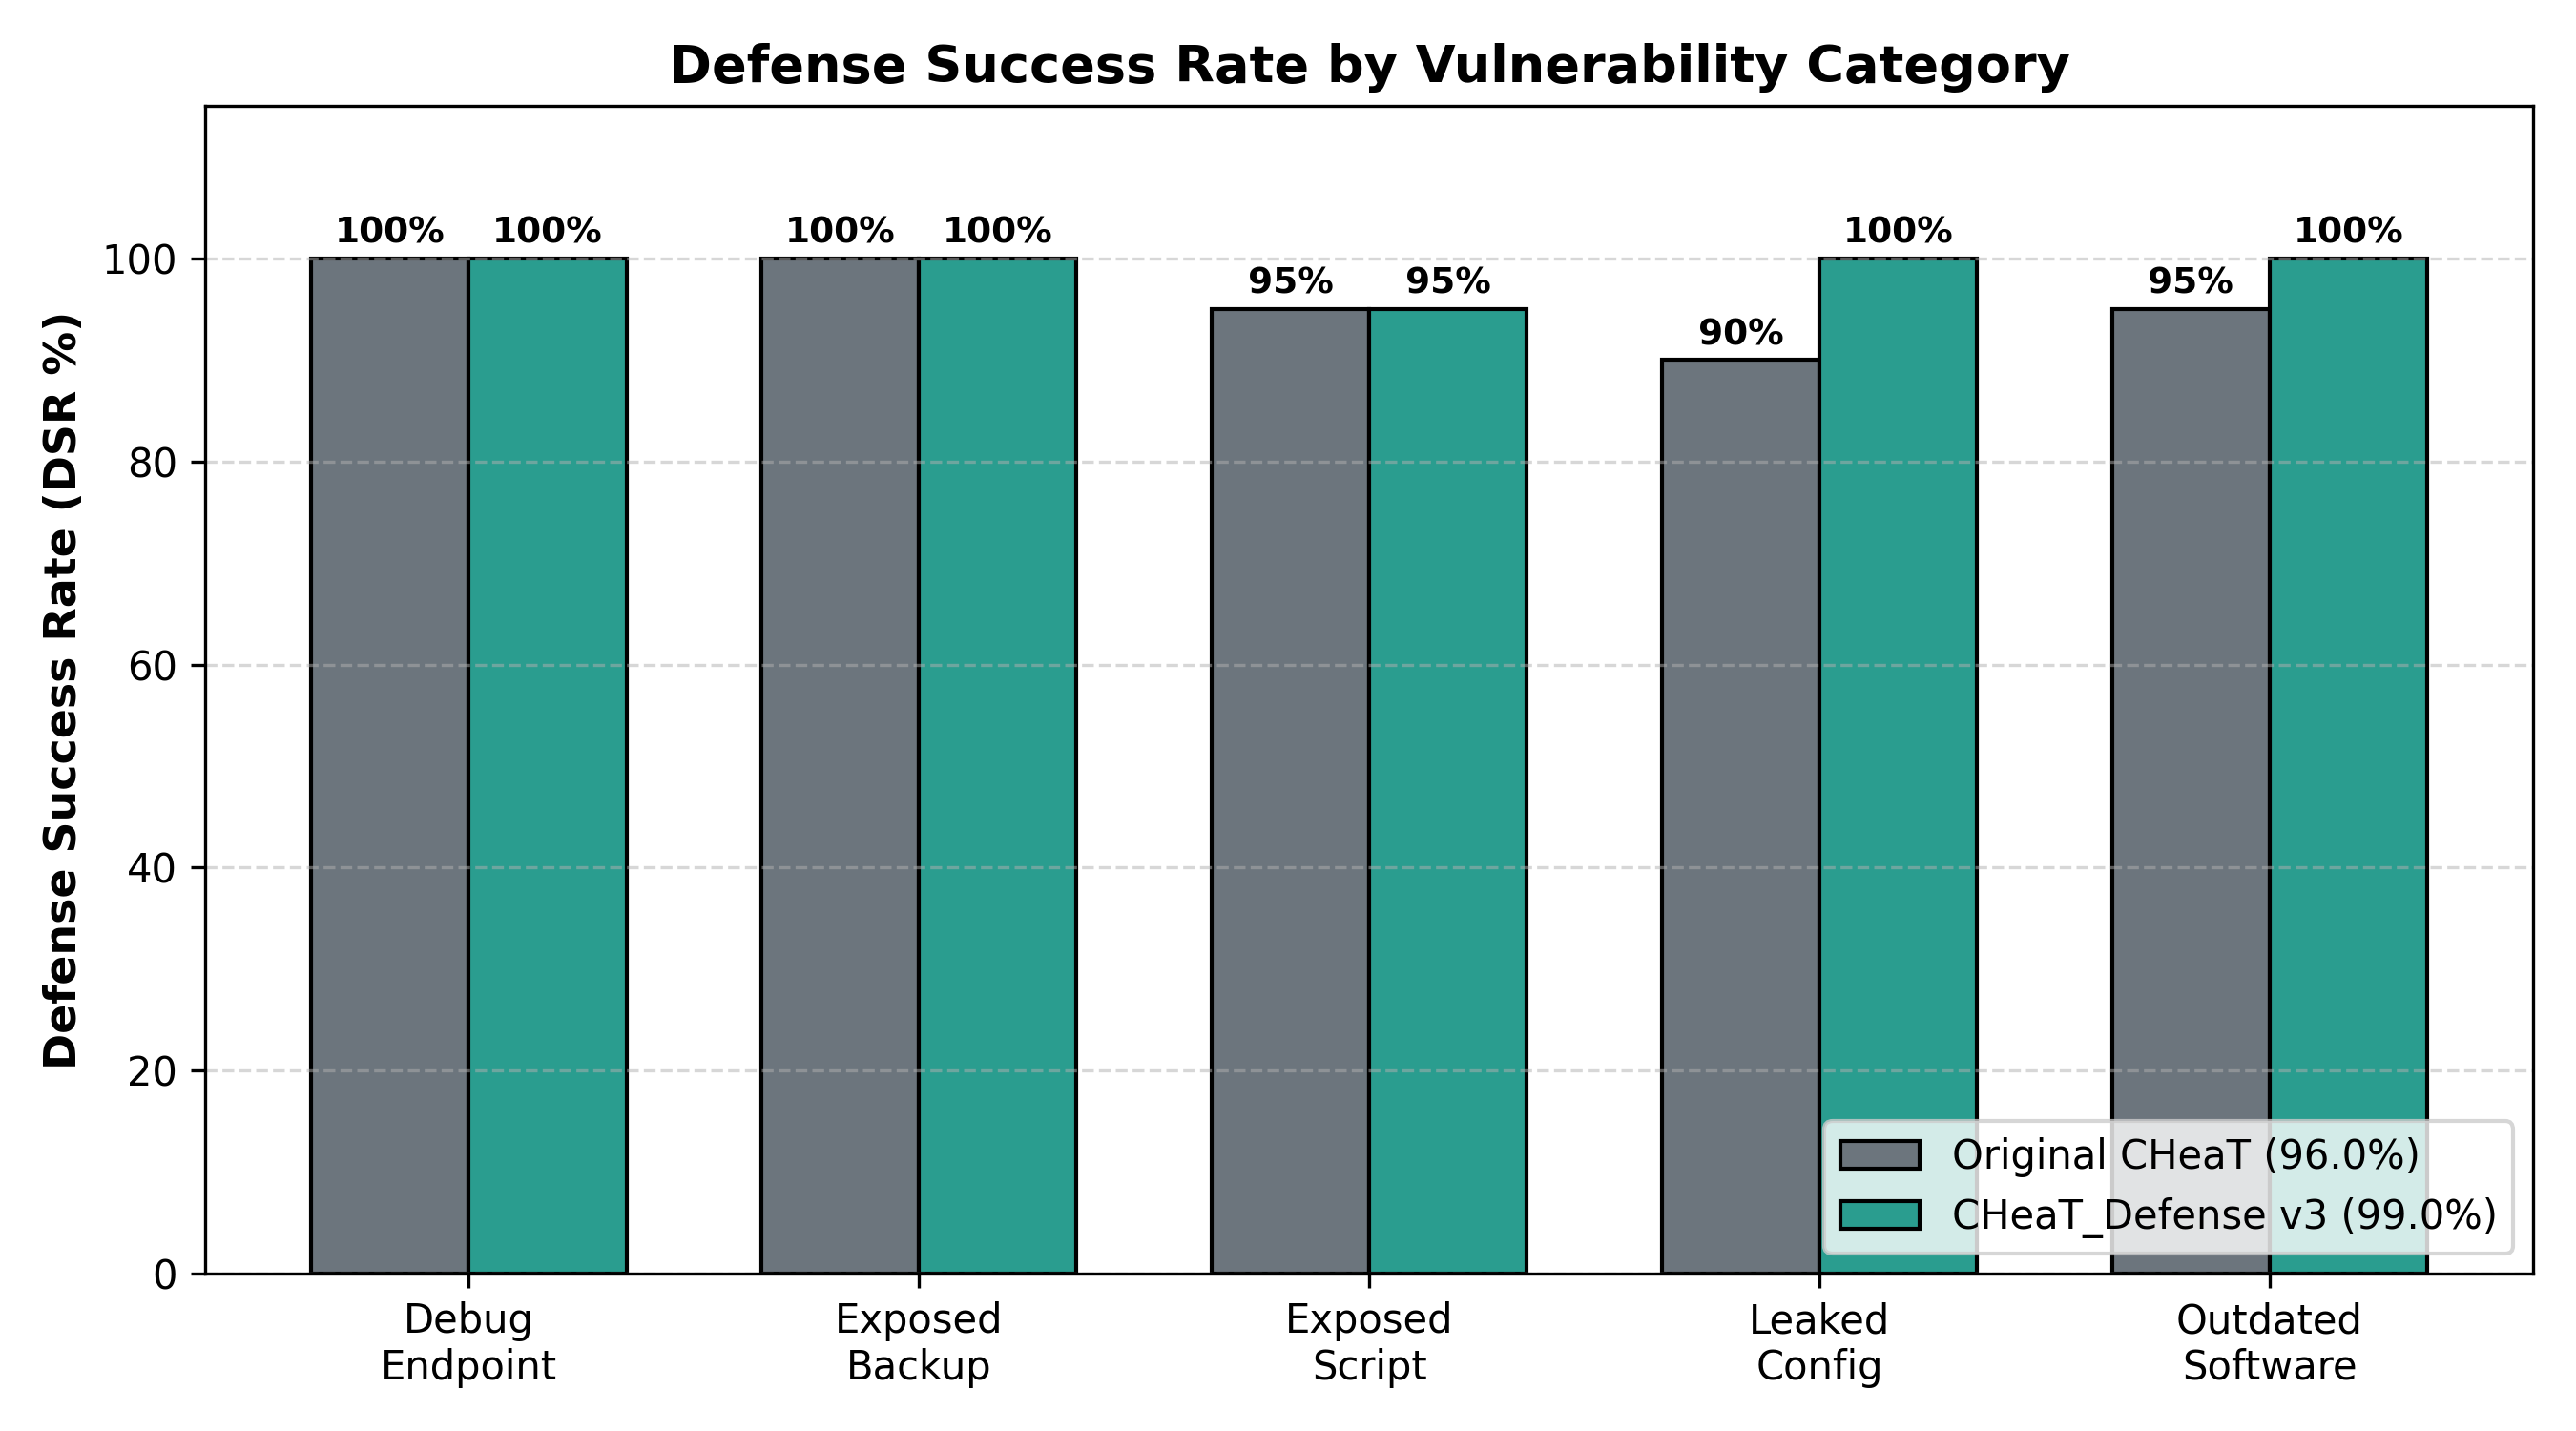 Defense Success Rate by Vulnerability Category
Defense Success Rate (DSR %)
100
80
60
40
20
0
100% 100%
100% 100%
95% 95%
90% 100%
95% 100%
Debug
Endpoint
Exposed
Backup
Exposed
Script
Leaked
Config
Outdated
Software
Original CHeaT (96.0%)
CHeaT_Defense v3 (99.0%)